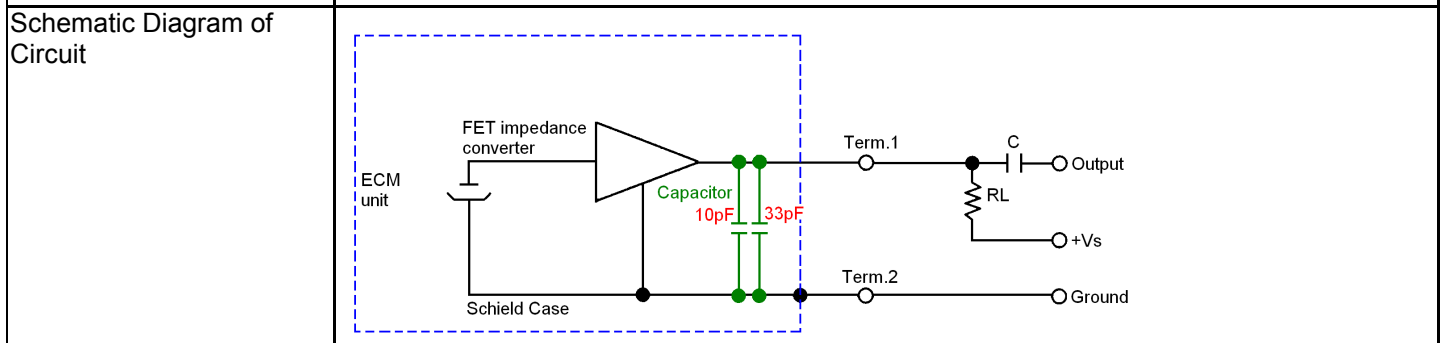 Schematic Diagram of
Circuit
FET impedance
converter
ECM
unit
Capacitor
10pF
33pF
Schield Case
Term.1
C
Output
RL
+Vs
Term.2
Ground